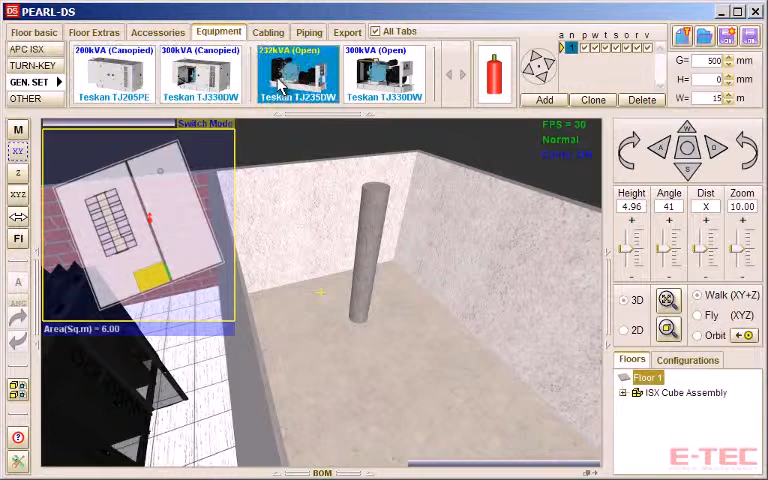 PEARL-DS
Floor basic Floor Extras Accessories Equipment Cabling Piping Export All Tabs
APC ISX
TURN-KEY
GEN. SET
OTHER
200kVA (Canopied) 300kVA (Canopied) 232kVA (Open) 300kVA (Open)
Teskan TJ205PE Teskan TJ330DW Teskan TJ235DW Teskan TJ330DW
a n p w t s o r v
1
Add Clone Delete
G= 500 mm
H= 0 mm
W= 15 m
M
XY
Z
XYZ
FI
A
ANG
Switch Mode
FPS = 30
Normal
Area(Sq.m) = 6.00
W
A
S
Height Angle Dist Zoom
4.96 41 X 10.00
+ + + +
- - - -
3D
2D
Walk (XY+Z)
Fly (XYZ)
Orbit
Floors Configurations
Floor 1
ISX Cube Assembly
E-TEC
BOM